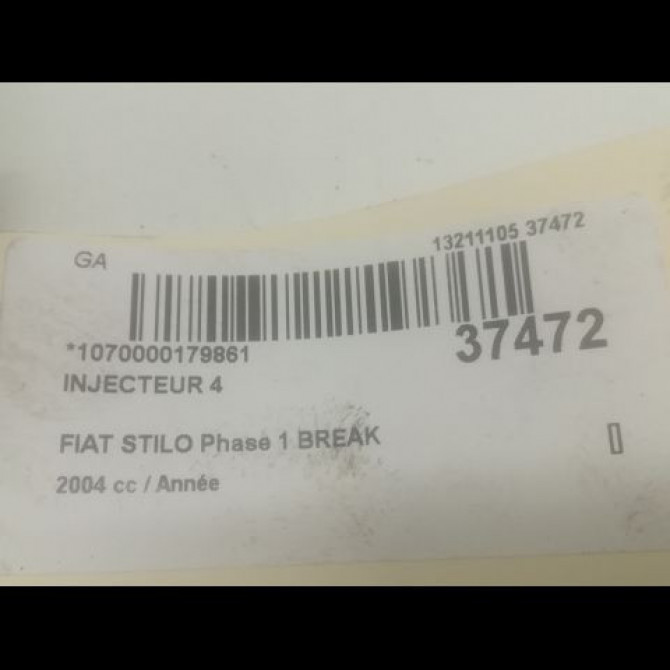 GA
13211105 37472
*1070000179861
37472
INJECTEUR 4
FIAT STILO Phase 1 BREAK
2004 cc / Année